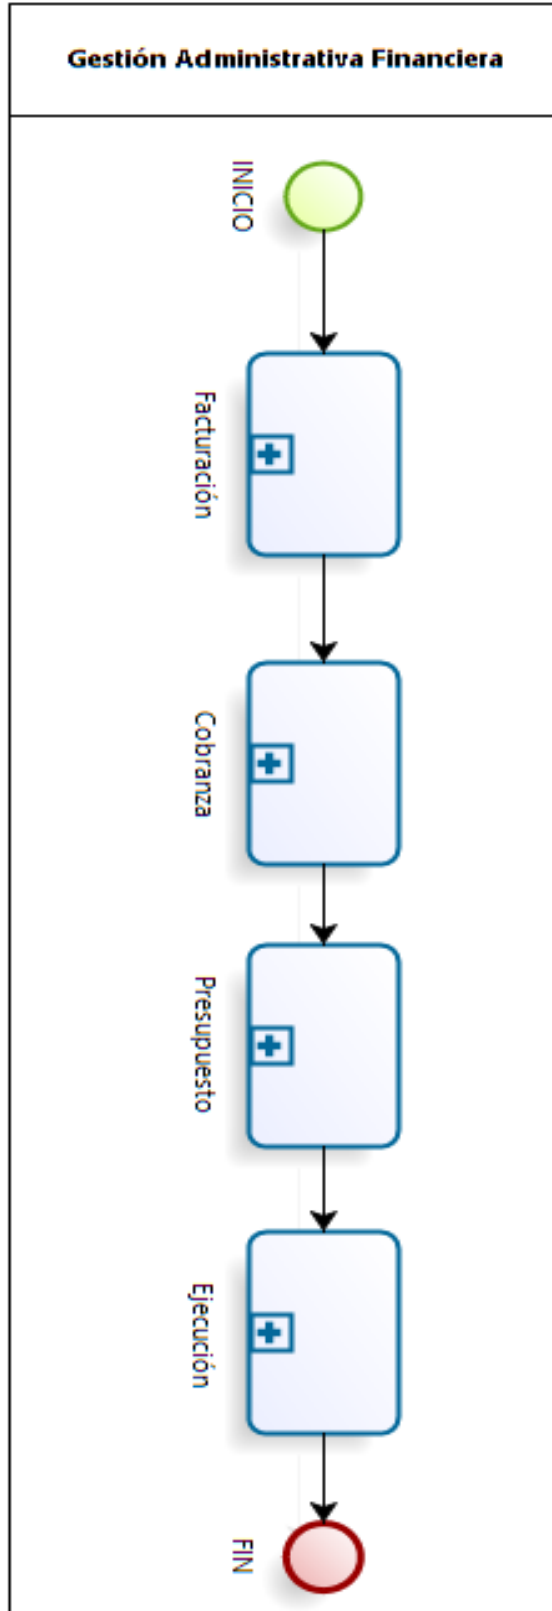 Gestión Administrativa Financiera
INICIO
Facturación
Cobranza
Presupuesto
Ejecución
FIN